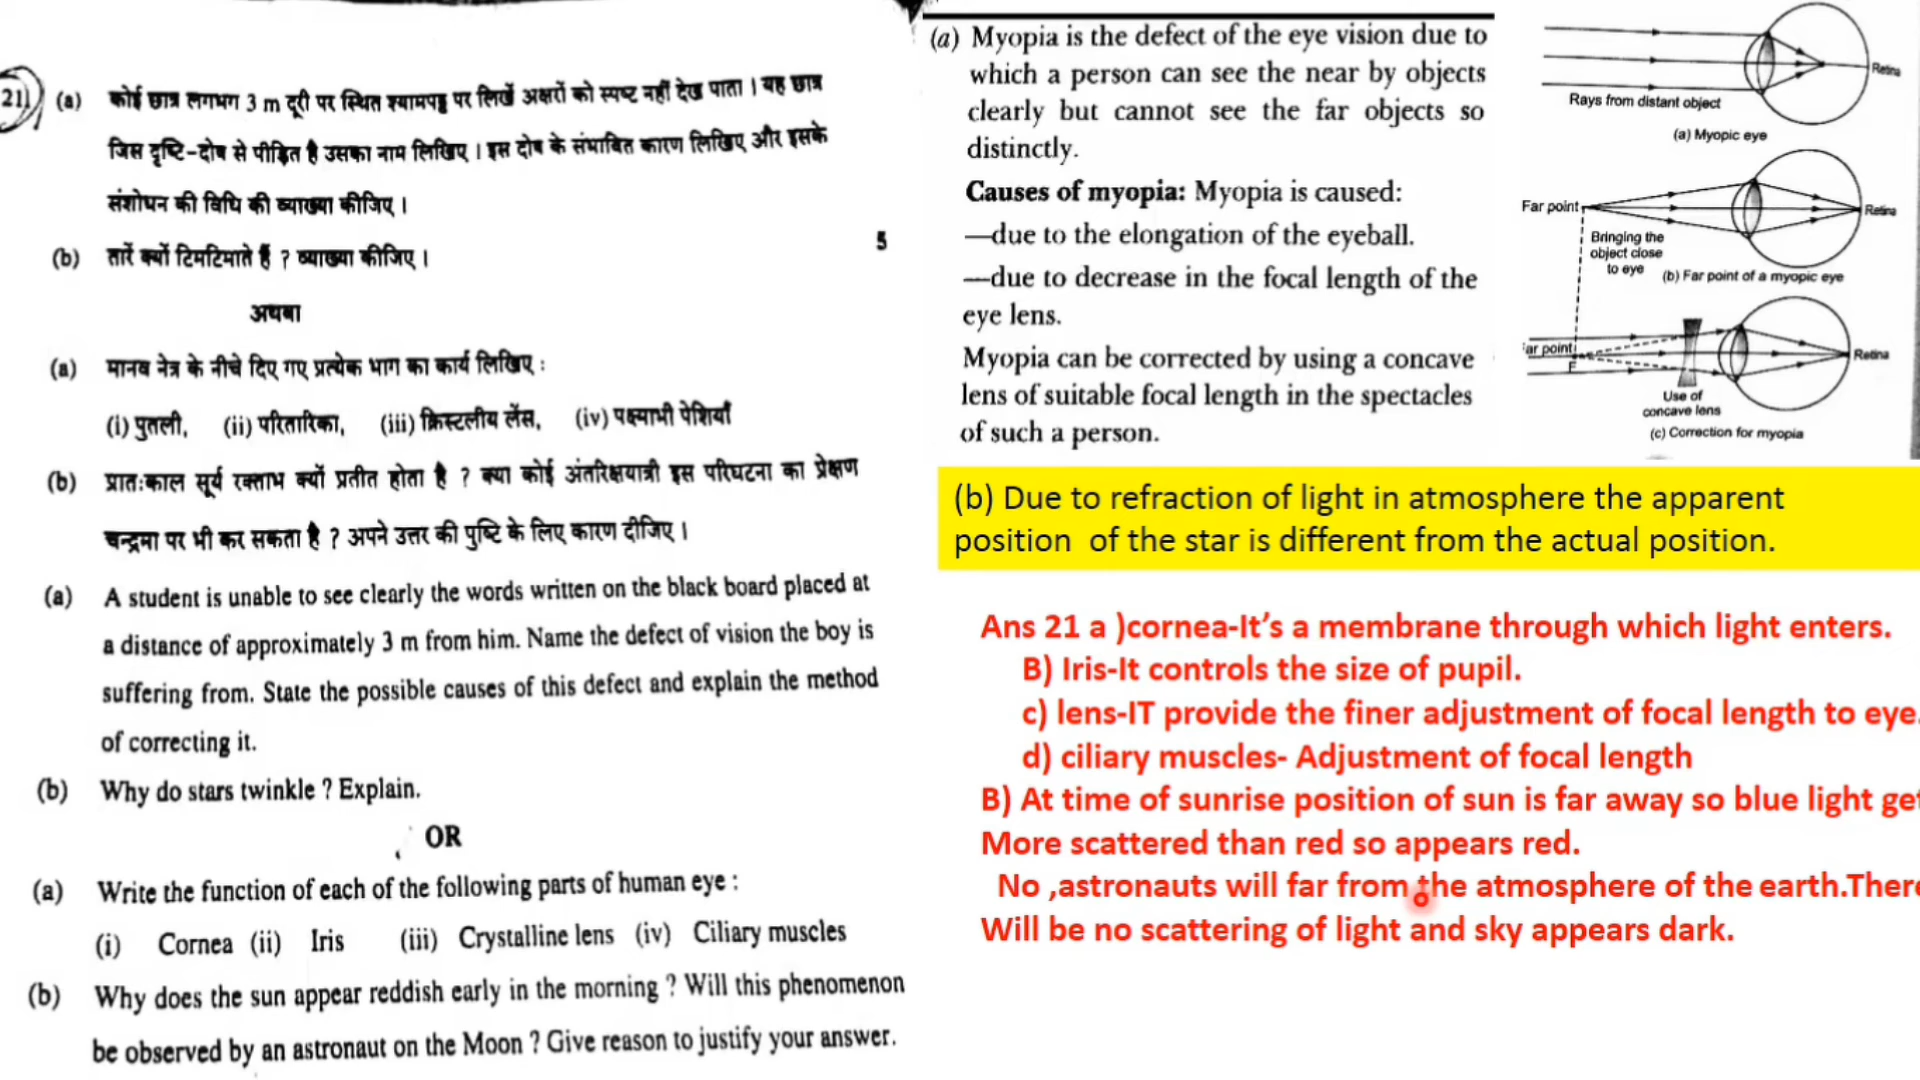 21
(a) कोई छात्र लगभग 3 m दूरी पर स्थित श्यामपट्ट पर लिखें अक्षरों को स्पष्ट नहीं देख पाता । यह छात्र
जिस दृष्टि-दोष से पीड़ित है उसका नाम लिखिए । इस दोष के संभावित कारण लिखिए और इसके
संशोधन की विधि की व्याख्या कीजिए ।
(b) तारें क्यों टिमटिमाते हैं ? व्याख्या कीजिए ।
5
अथवा
(a) मानव नेत्र के नीचे दिए गए प्रत्येक भाग का कार्य लिखिए :
(i) पुतली, (ii) परितारिका, (iii) क्रिस्टलीय लेंस, (iv) पक्ष्माभी पेशियाँ
(b) प्रातःकाल सूर्य रक्ताभ क्यों प्रतीत होता है ? क्या कोई अंतरिक्षयात्री इस परिघटना का प्रेक्षण
चन्द्रमा पर भी कर सकता है ? अपने उत्तर की पुष्टि के लिए कारण दीजिए ।
(a) A student is unable to see clearly the words written on the black board placed at
a distance of approximately 3 m from him. Name the defect of vision the boy is
suffering from. State the possible causes of this defect and explain the method
of correcting it.
(b) Why do stars twinkle ? Explain.
OR
(a) Write the function of each of the following parts of human eye :
(i) Cornea (ii) Iris (iii) Crystalline lens (iv) Ciliary muscles
(b) Why does the sun appear reddish early in the morning ? Will this phenomenon
be observed by an astronaut on the Moon ? Give reason to justify your answer.
(a) Myopia is the defect of the eye vision due to
which a person can see the near by objects
clearly but cannot see the far objects so
distinctly.
Causes of myopia: Myopia is caused:
—due to the elongation of the eyeball.
—due to decrease in the focal length of the
eye lens.
Myopia can be corrected by using a concave
lens of suitable focal length in the spectacles
of such a person.
Retina
Rays from distant object
(a) Myopic eye
Far point
Retina
Bringing the
object close
to eye
(b) Far point of a myopic eye
ar point
F
Retina
Use of
concave lens
(c) Correction for myopia
(b) Due to refraction of light in atmosphere the apparent
position of the star is different from the actual position.
Ans 21 a )cornea-It's a membrane through which light enters.
B) Iris-It controls the size of pupil.
c) lens-IT provide the finer adjustment of focal length to eye.
d) ciliary muscles- Adjustment of focal length
B) At time of sunrise position of sun is far away so blue light get
More scattered than red so appears red.
No ,astronauts will far from the atmosphere of the earth.There
Will be no scattering of light and sky appears dark.